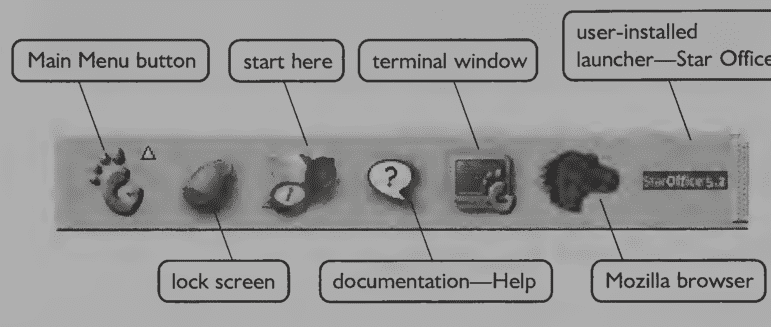 Main Menu button
start here
terminal window
user-installed
launcher—Star Office
?
StarOffice 5.2
lock screen
documentation—Help
Mozilla browser